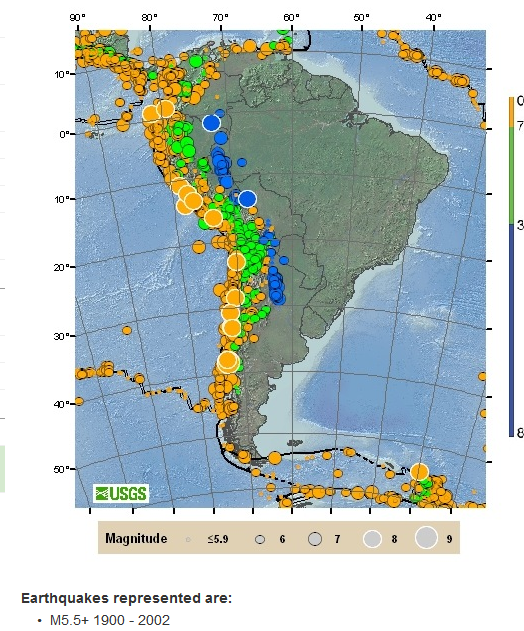 90° 80° 70° 60° 50° 40°
10°
0°
10°
20°
30°
40°
50°
0
7
3
8
USGS
Magnitude ≤5.9 6 7 8 9
Earthquakes represented are:
• M5.5+ 1900 - 2002